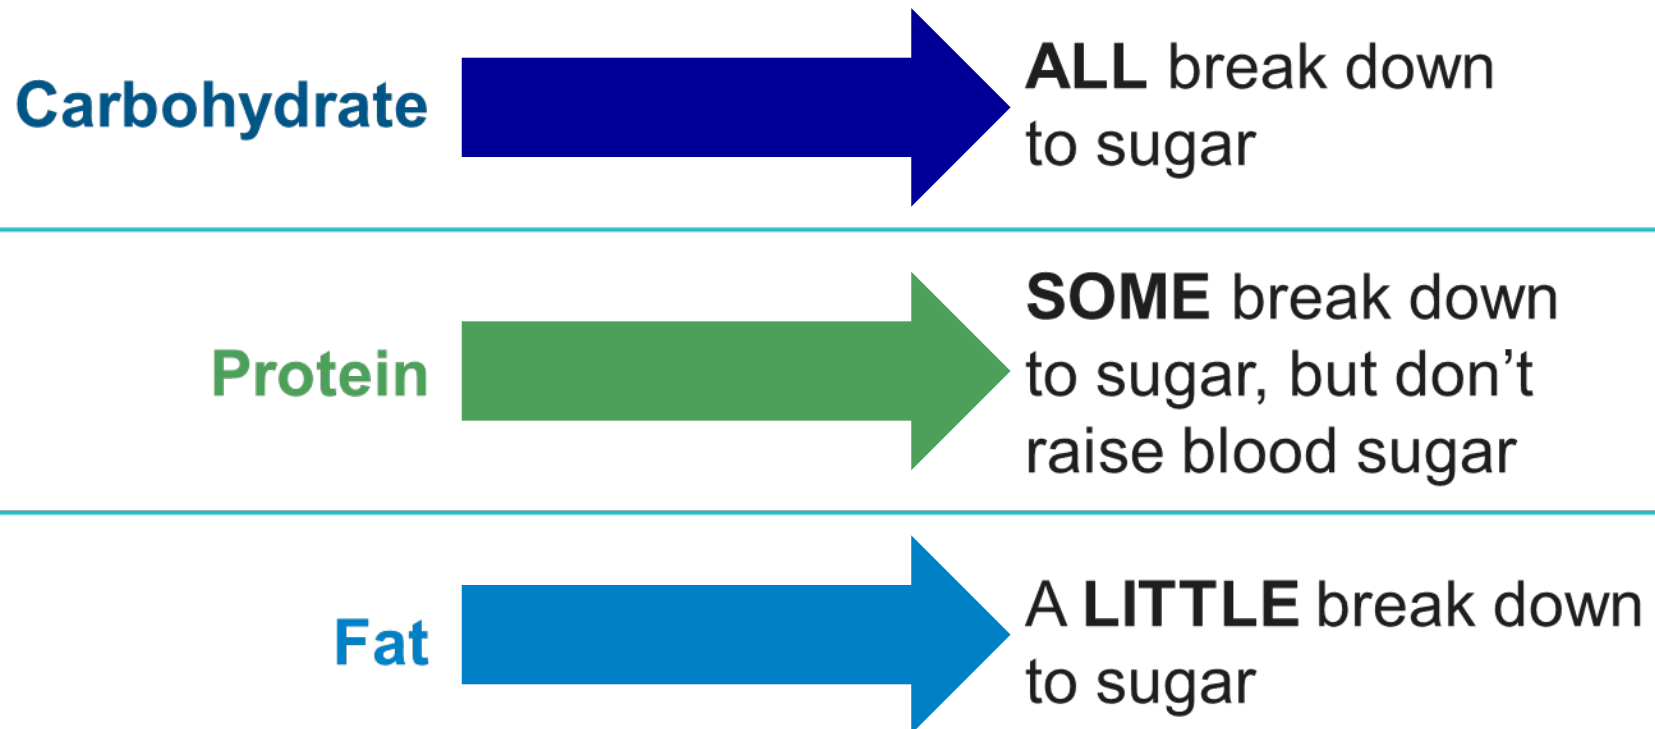 Carbohydrate
ALL break down
to sugar
Protein
SOME break down
to sugar, but don’t
raise blood sugar
Fat
A LITTLE break down
to sugar